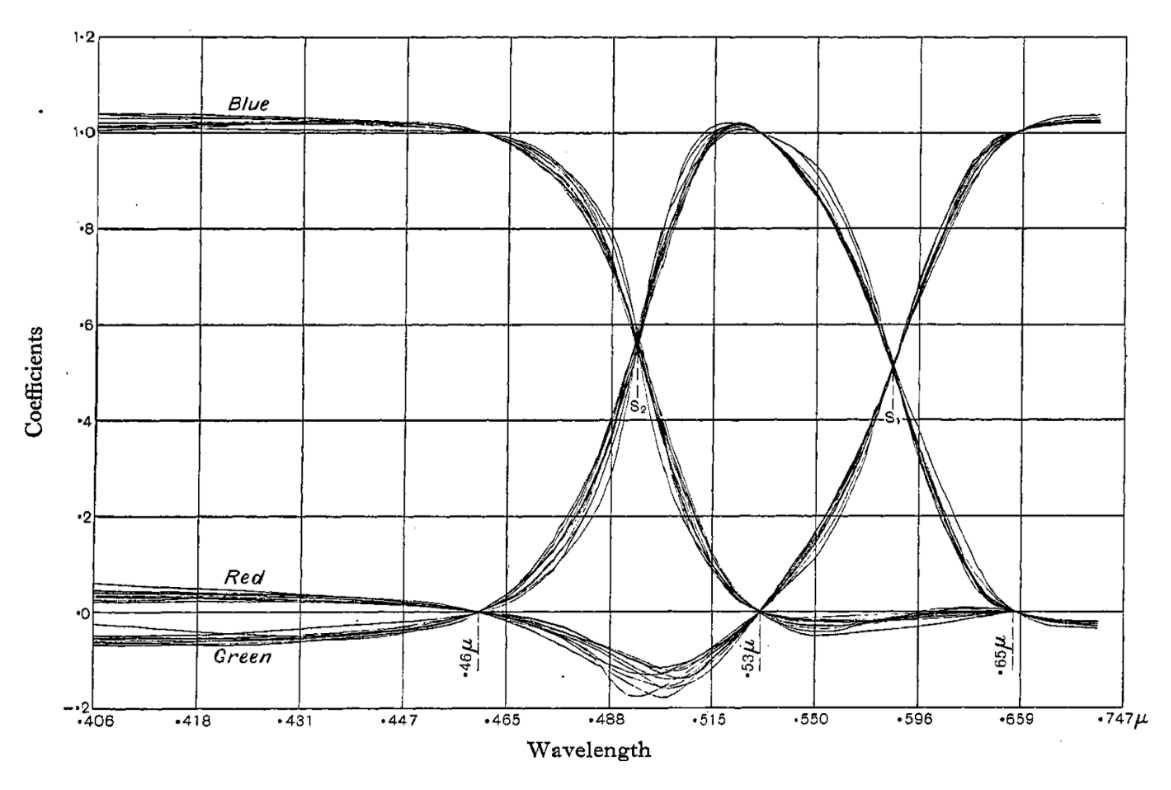 1·2
Blue
1·0
·8
·6
Coefficients
S₂
·4
S₁
·2
Red
·0
Green
·46μ
·53μ
·65μ
-·2
·406 ·418 ·431 ·447 ·465 ·488 ·515 ·550 ·596 ·659 ·747μ
Wavelength